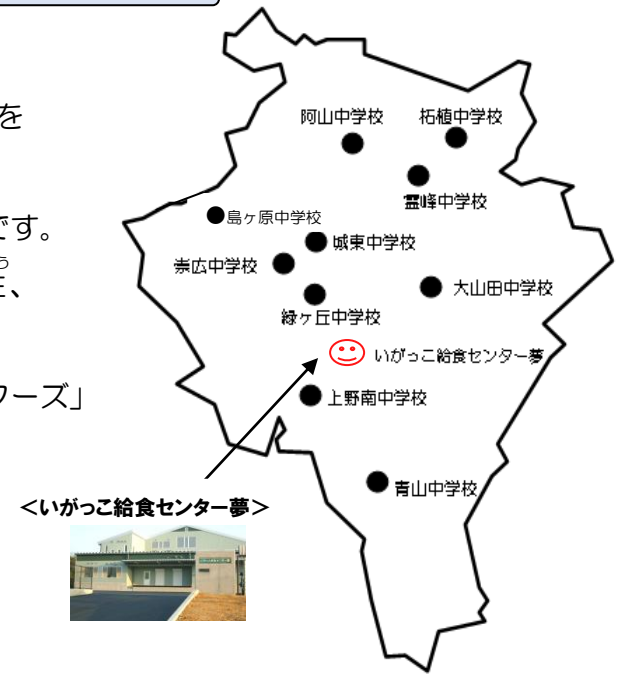 を
です。
う
、
ワーズ」
阿山中学校
柘植中学校
霊峰中学校
島ヶ原中学校
城東中学校
崇広中学校
大山田中学校
緑ヶ丘中学校
いがっこ給食センター夢
上野南中学校
青山中学校
<いがっこ給食センター夢>